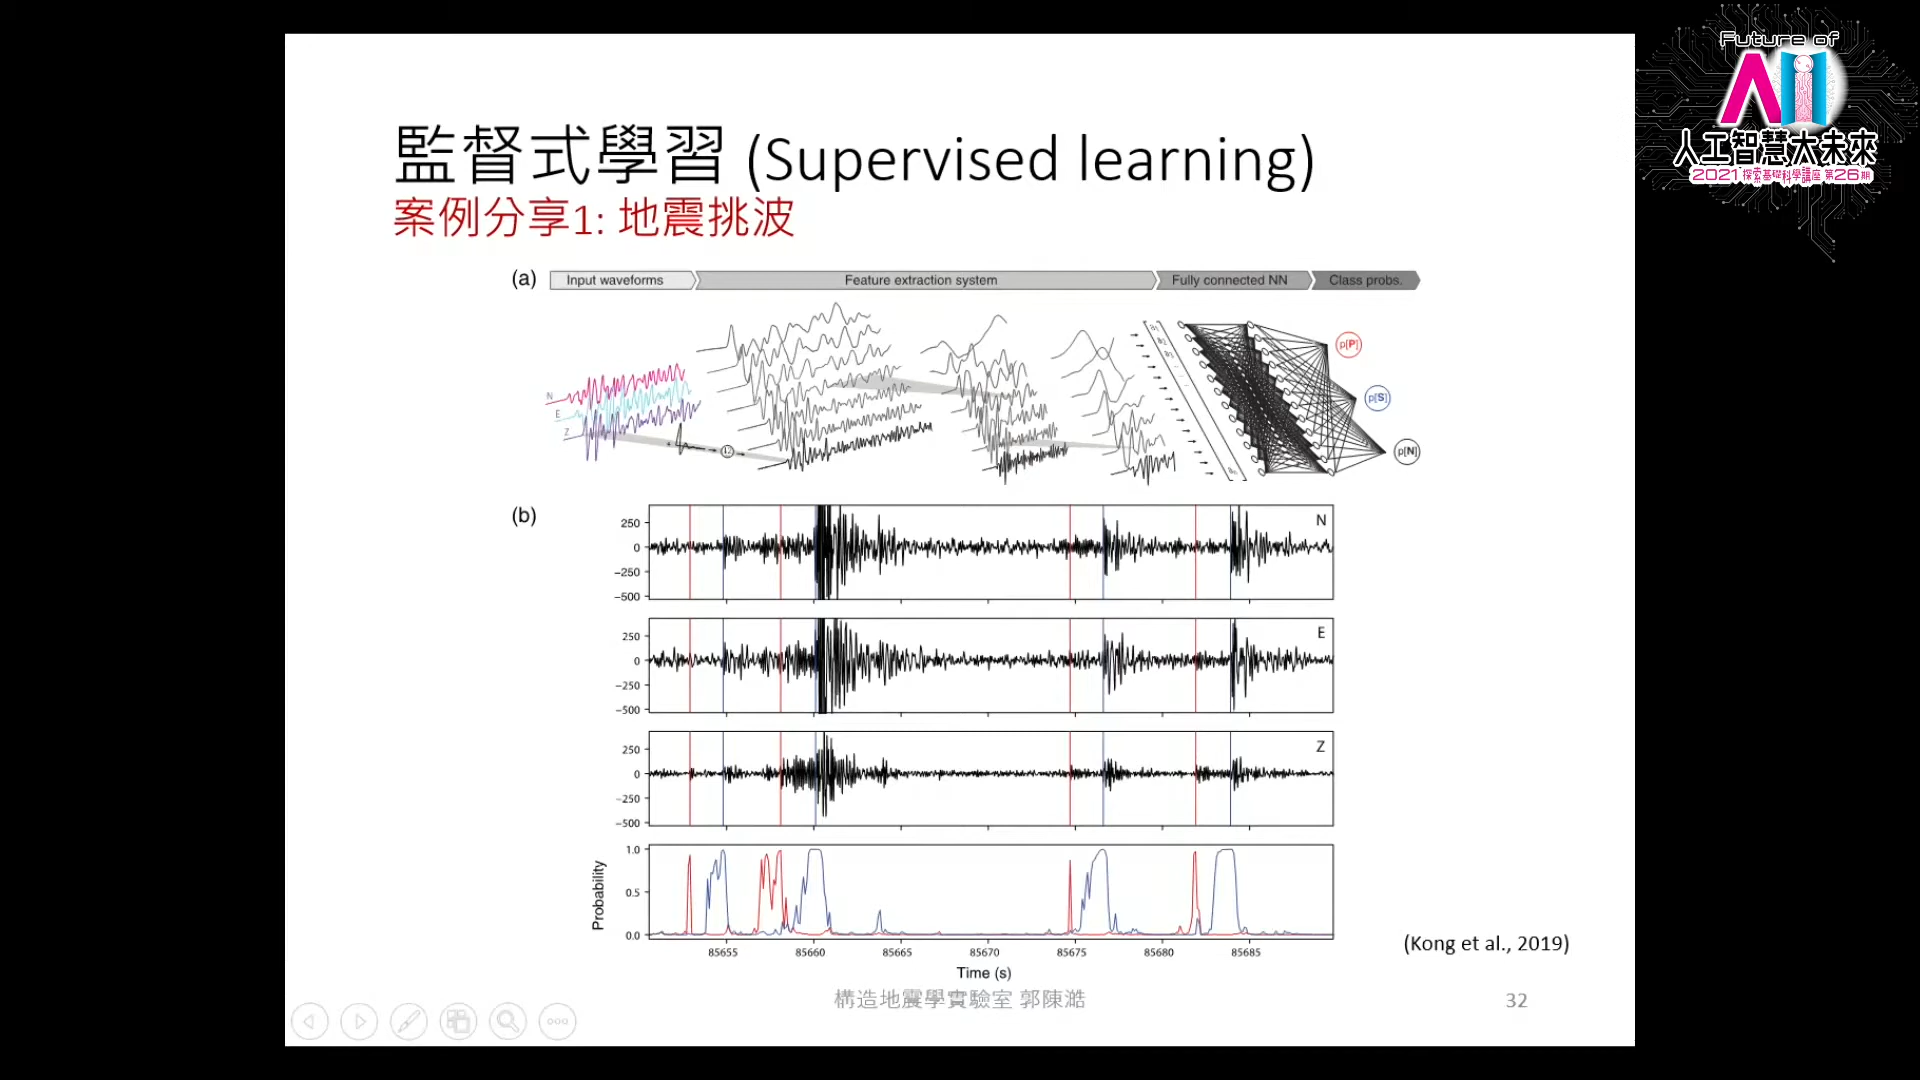 Future of
AI
人工智慧大未來
2021 探索基礎科學講座 第26期
監督式學習 (Supervised learning)
案例分享1: 地震挑波
(a)
Input waveforms
Feature extraction system
Fully connected NN
Class probs.
N
E
Z
p[P]
p[S]
p[N]
(b)
N
250
0
−250
−500
E
250
0
−250
−500
Z
250
0
−250
−500
Probability
1.0
0.5
0.0
85655 85660 85665 85670 85675 85680 85685
Time (s)
(Kong et al., 2019)
構造地震學實驗室 郭陳澔
32